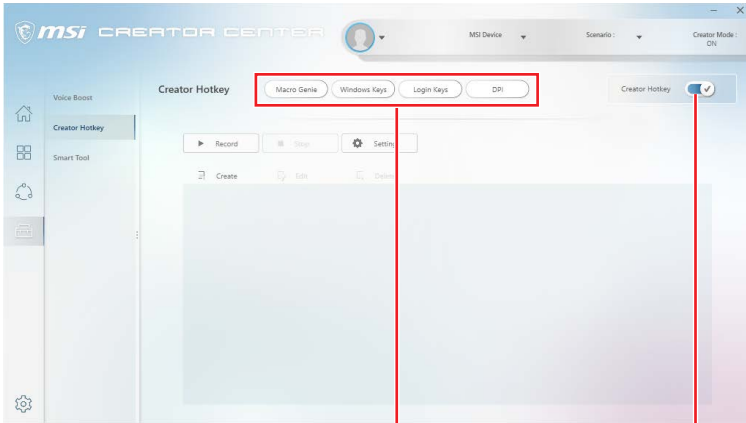 msi CREATOR CENTER
MSI Device
Scenario :
Creator Mode :
ON
Voice Boost
Creator Hotkey
Smart Tool
Creator Hotkey
Macro Genie
Windows Keys
Login Keys
DPI
Creator Hotkey
Record
Stop
Setting
Create
Edit
Delete